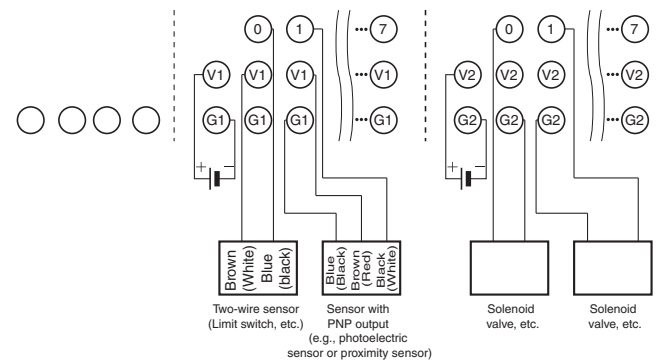 0 1 ··· 7 0 1 ··· 7
V1 V1 V1 ··· V1 V2 V2 V2 ··· V2
G1 G1 G1 ··· G1 G2 G2 G2 ··· G2
+ − + −
Brown
(White)
Blue
(black)
Blue
(Black)
Brown
(Red)
Black
(White)
Two-wire sensor
(Limit switch, etc.)
Sensor with
PNP output
(e.g., photoelectric
sensor or proximity sensor)
Solenoid
valve, etc.
Solenoid
valve, etc.